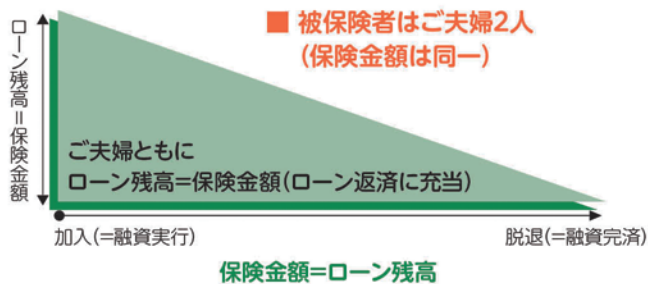 ■ 被保険者はご夫婦2人
(保険金額は同一)
ローン残高=保険金額
ご夫婦ともに
ローン残高=保険金額(ローン返済に充当)
加入(=融資実行)
脱退(=融資完済)
保険金額=ローン残高